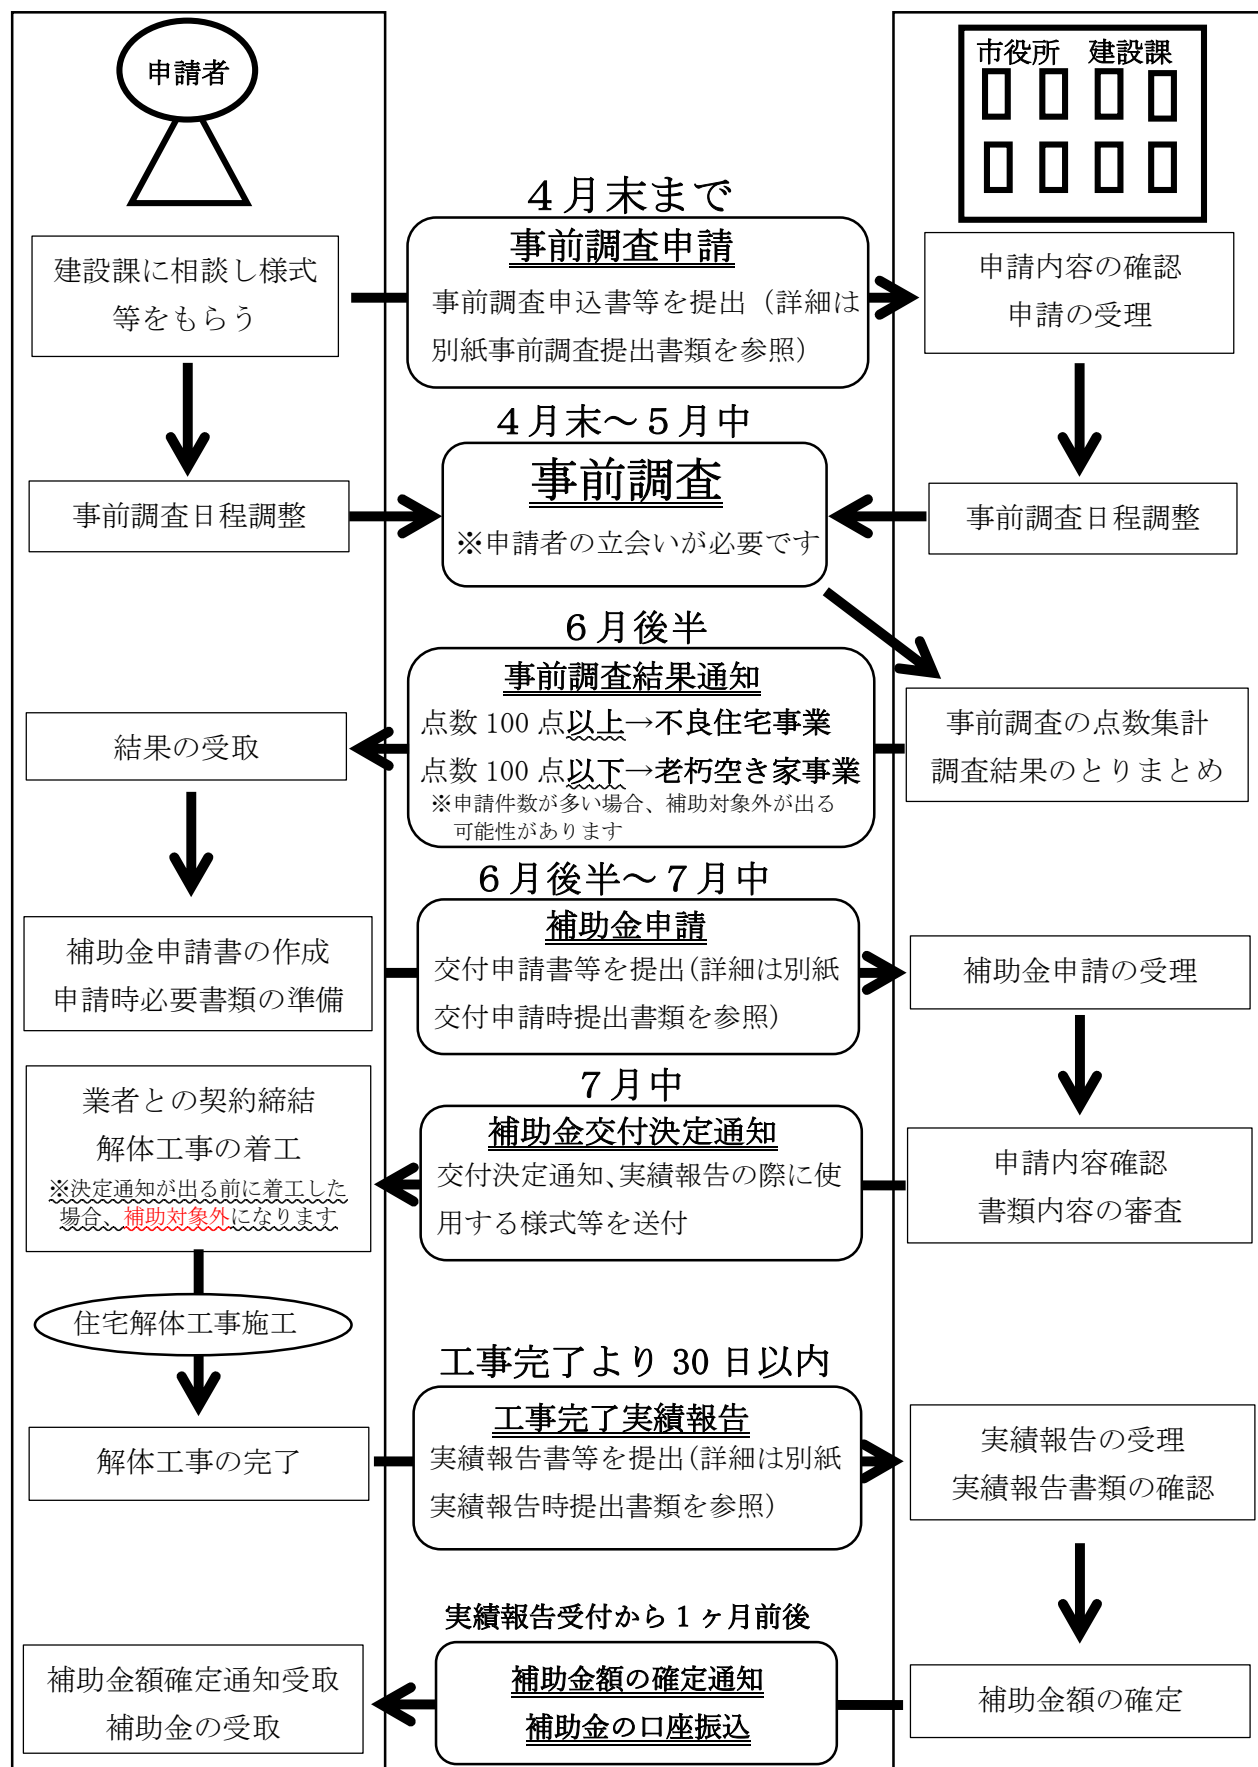 申請者
市役所　建設課
４月末まで
建設課に相談し様式
等をもらう
事前調査申請
事前調査申込書等を提出（詳細は
別紙事前調査提出書類を参照）
申請内容の確認
申請の受理
４月末～５月中
事前調査日程調整
事前調査
※申請者の立会いが必要です
事前調査日程調整
６月後半
結果の受取
事前調査結果通知
点数 100 点以上→不良住宅事業
点数 100 点以下→老朽空き家事業
※申請件数が多い場合、補助対象外が出る
可能性があります
事前調査の点数集計
調査結果のとりまとめ
６月後半～７月中
補助金申請書の作成
申請時必要書類の準備
補助金申請
交付申請書等を提出(詳細は別紙
交付申請時提出書類を参照）
補助金申請の受理
７月中
業者との契約締結
解体工事の着工
※決定通知が出る前に着工した
場合、補助対象外になります
補助金交付決定通知
交付決定通知、実績報告の際に使
用する様式等を送付
申請内容確認
書類内容の審査
住宅解体工事施工
工事完了より 30 日以内
解体工事の完了
工事完了実績報告
実績報告書等を提出(詳細は別紙
実績報告時提出書類を参照）
実績報告の受理
実績報告書類の確認
実績報告受付から 1 ヶ月前後
補助金額確定通知受取
補助金の受取
補助金額の確定通知
補助金の口座振込
補助金額の確定